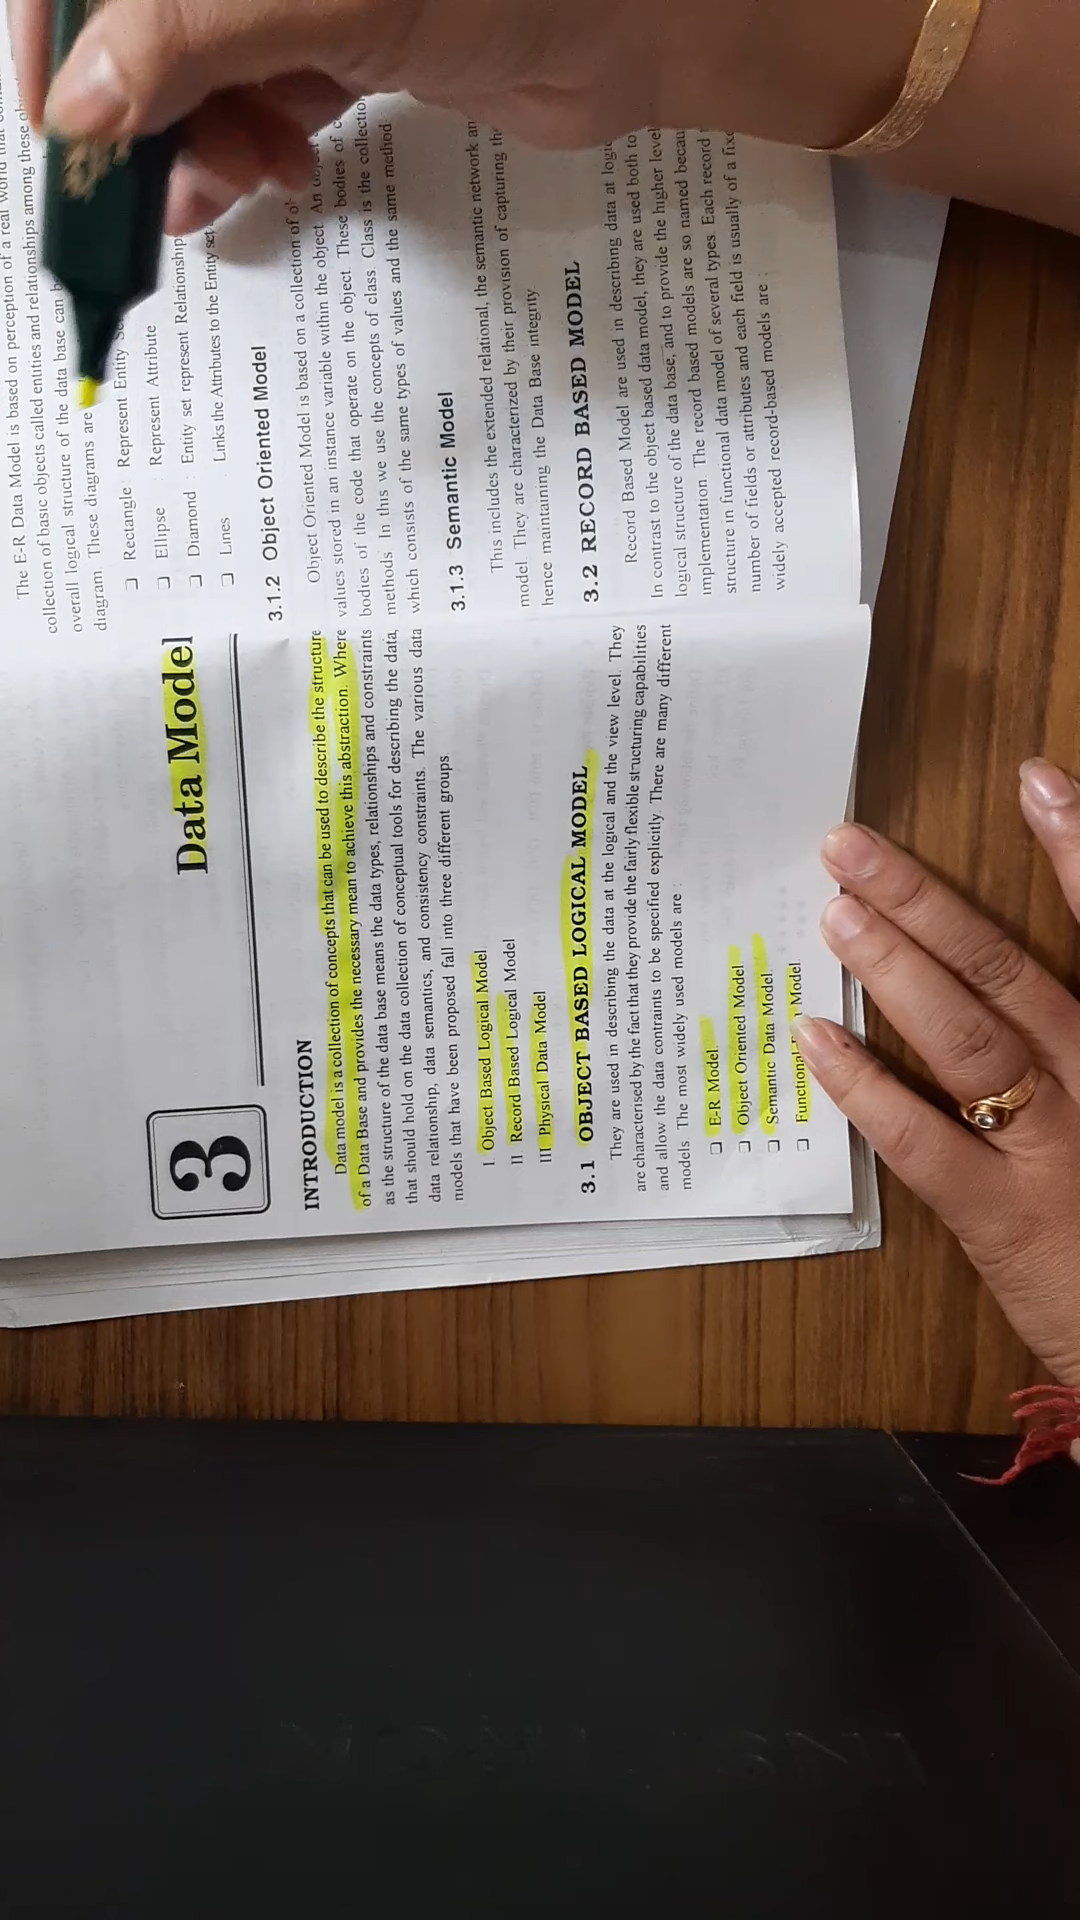 3
Data Model
INTRODUCTION
Data model is a collection of concepts that can be used to describe the structure
of a Data Base and provides the necessary mean to achieve this abstraction. Where
as the structure of the data base means the data types, relationships and constraints
that should hold on the data collection of conceptual tools for describing the data,
data relationship, data semantics, and consistency constraints. The various data
models that have been proposed fall into three different groups
I Object Based Logical Model
II Record Based Logical Model
III Physical Data Model
3.1 OBJECT BASED LOGICAL MODEL
They are used in describing the data at the logical and the view level. They
are characterised by the fact that they provide the fairly flexible structuring capabilities
and allow the data contraints to be specified explicitly. There are many different
models The most widely used models are :
❑ E-R Model
❑ Object Oriented Model
❑ Semantic Data Model
❑ Functional Model
The E-R Data Model is based on perception of a real world that
collection of basic objects called entities and relationships among these
overall logical structure of the data base can
diagram These diagrams are
❑ Rectangle : Represent Entity
❑ Ellipse : Represent Attribute
❑ Diamond : Entity set represent Relationship
❑ Lines Links the Attributes to the Entity set
3.1.2 Object Oriented Model
Object Oriented Model is based on a collection of
values stored in an instance variable within the object An
bodies of the code that operate on the object These bodies of
methods In this we use the concepts of class. Class is the
which consists of the same types of values and the same method
3.1.3 Semantic Model
This includes the extended relational, the semantic network
model They are characterized by their provision of capturing
hence maintaining the Data Base integrity
3.2 RECORD BASED MODEL
Record Based Model are used in describing data at
In contrast to the object based data model, they are used both to
logical structure of the data base, and to provide the higher
implementation The record based models are so named
structure in functional data model of several types. Each record
number of fields or attributes and each field is usually of a
widely accepted record-based models are :